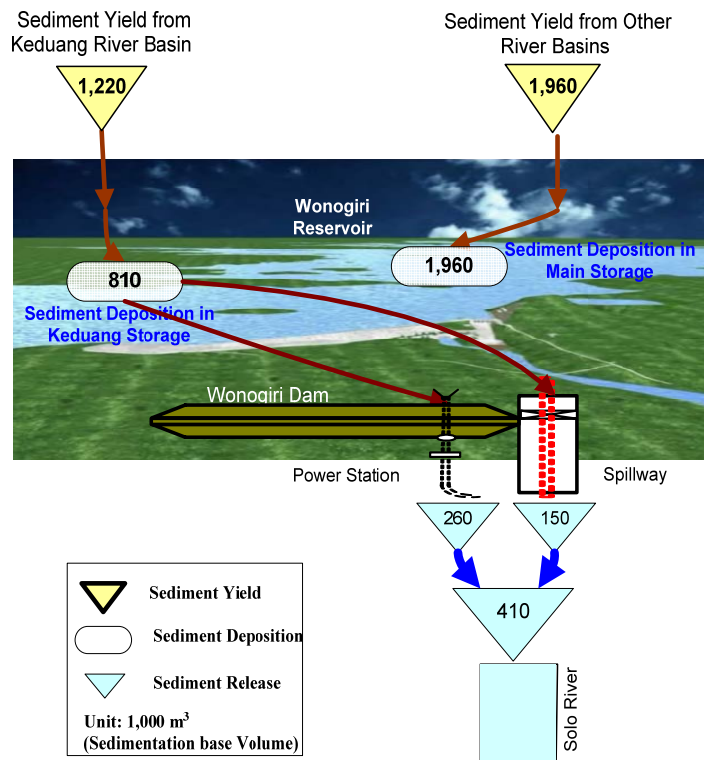 Sediment Yield from
Keduang River Basin
1,220
Sediment Yield from Other
River Basins
1,960
Wonogiri
Reservoir
810
Sediment Deposition in
Keduang Storage
1,960
Sediment Deposition in
Main Storage
Wonogiri Dam
Power Station
Spillway
260
150
410
Solo River
Sediment Yield
Sediment Deposition
Sediment Release
Unit: 1,000 m³
(Sedimentation base Volume)